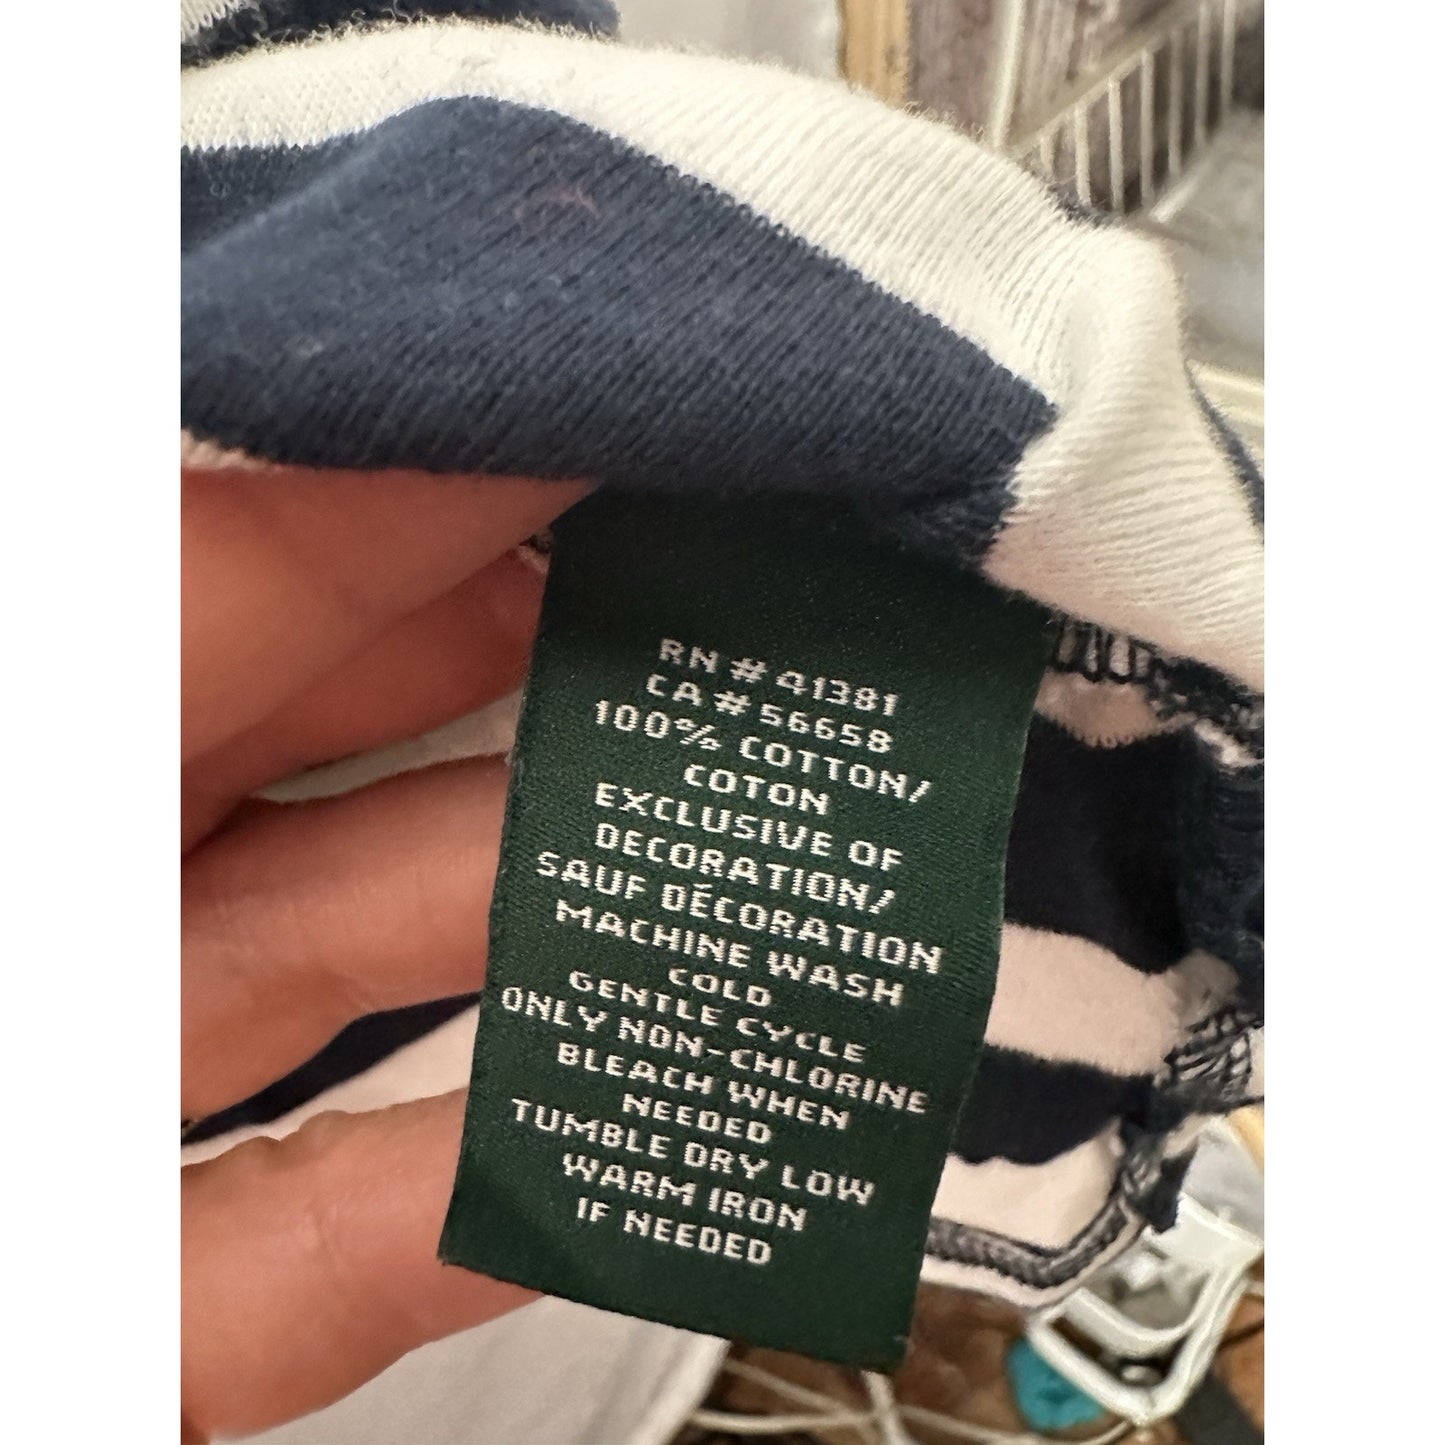 RN # 41381
CA # 56658
100% COTTON/
COTON
EXCLUSIVE OF
DECORATION/
SAUF DÉCORATION
MACHINE WASH
COLD
GENTLE CYCLE
ONLY NON-CHLORINE
BLEACH WHEN
NEEDED
TUMBLE DRY LOW
WARM IRON
IF NEEDED